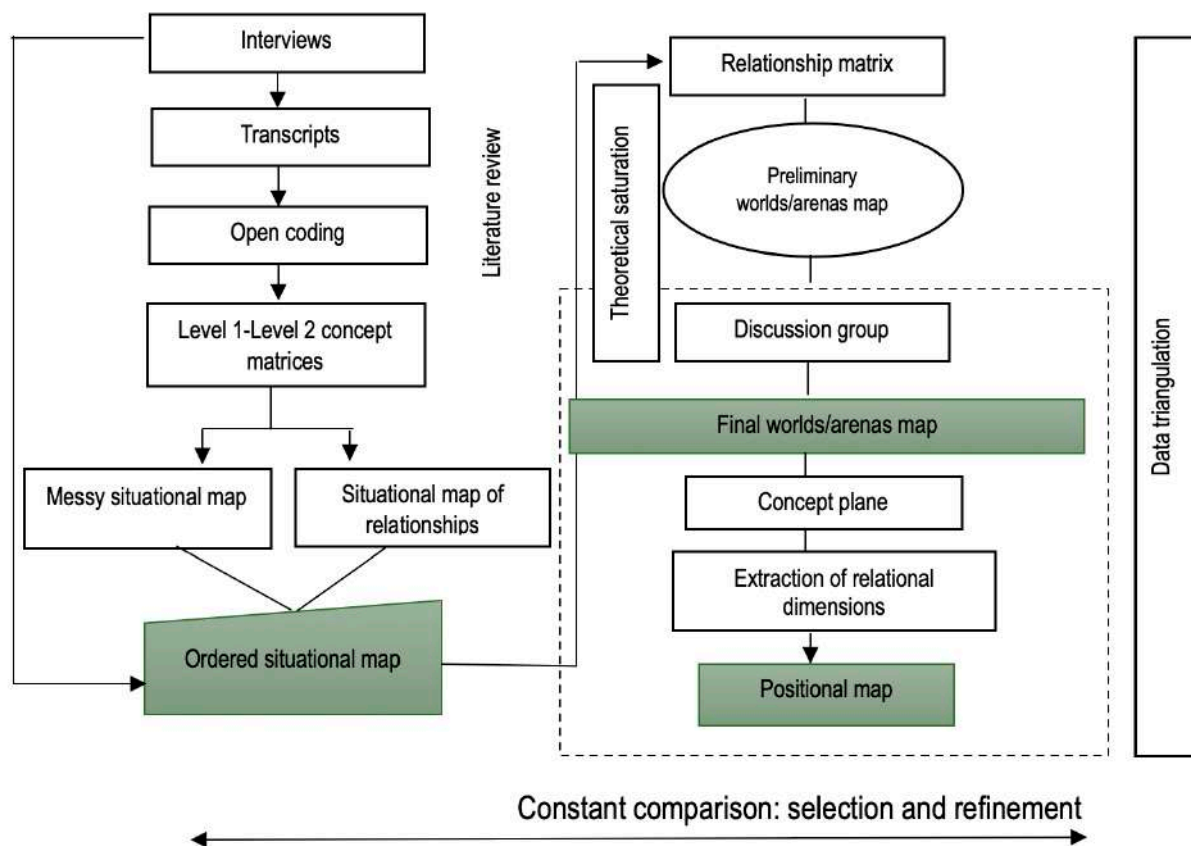 Interviews
Transcripts
Open coding
Level 1-Level 2 concept
matrices
Messy situational map
Situational map of
relationships
Ordered situational map
Literature review
Relationship matrix
Theoretical saturation
Preliminary
worlds/arenas map
Discussion group
Final worlds/arenas map
Concept plane
Extraction of relational
dimensions
Positional map
Data triangulation
Constant comparison: selection and refinement